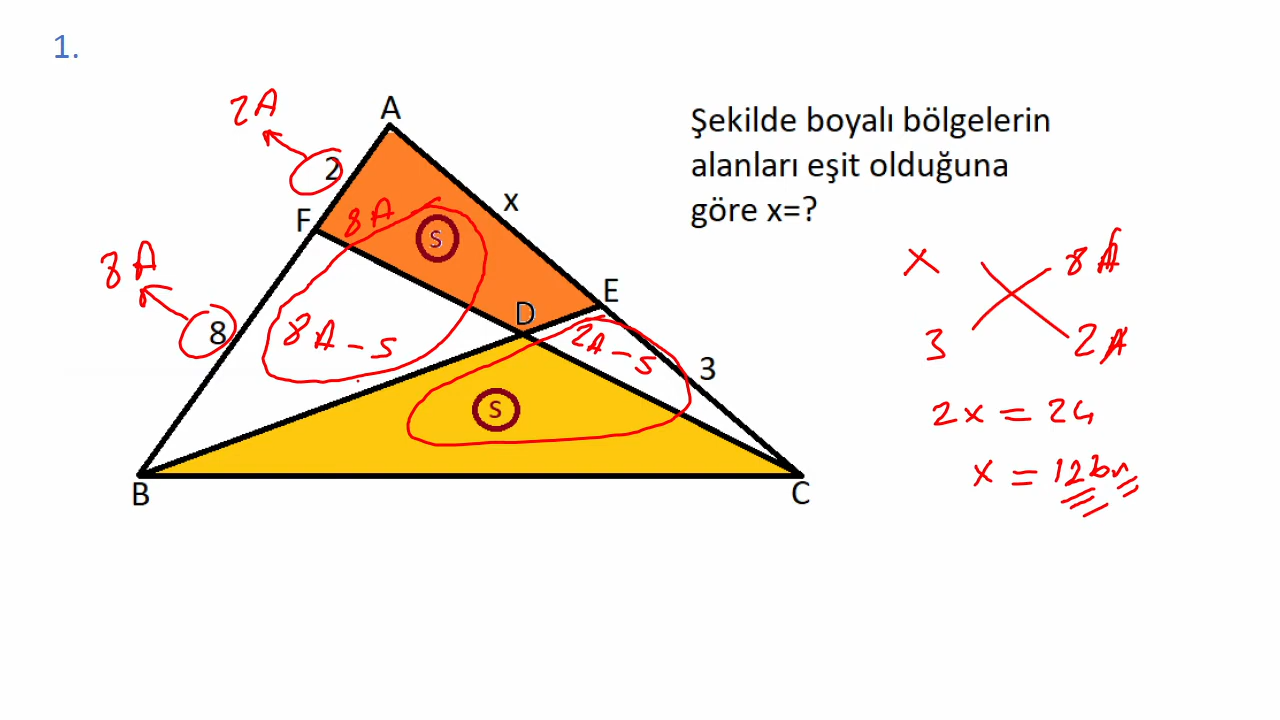 1.
2A
A
2
x
Şekilde boyalı bölgelerin
alanları eşit olduğuna
göre x=?
F
8A
S
8A
8
8A - S
D
E
2A - S
3
S
B
C
x 8A
3 2A
2x = 24
x = 12br